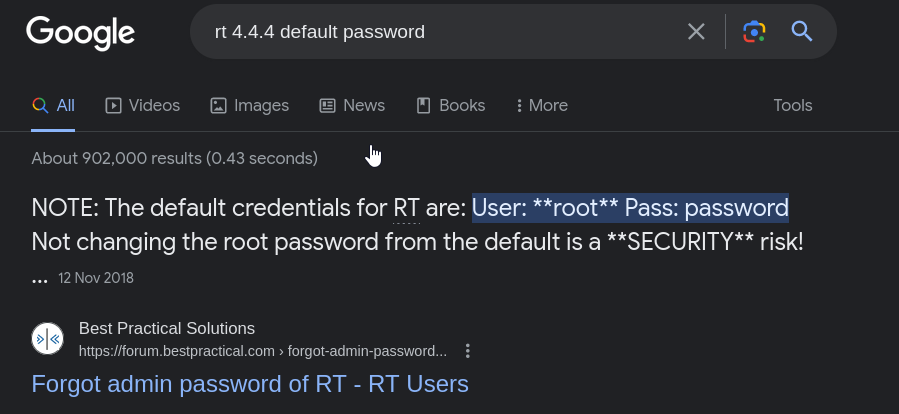 Google
rt 4.4.4 default password
All Videos Images News Books More Tools
About 902,000 results (0.43 seconds)
NOTE: The default credentials for RT are: User: **root** Pass: password
Not changing the root password from the default is a **SECURITY** risk!
... 12 Nov 2018
Best Practical Solutions
https://forum.bestpractical.com › forgot-admin-password...
Forgot admin password of RT - RT Users